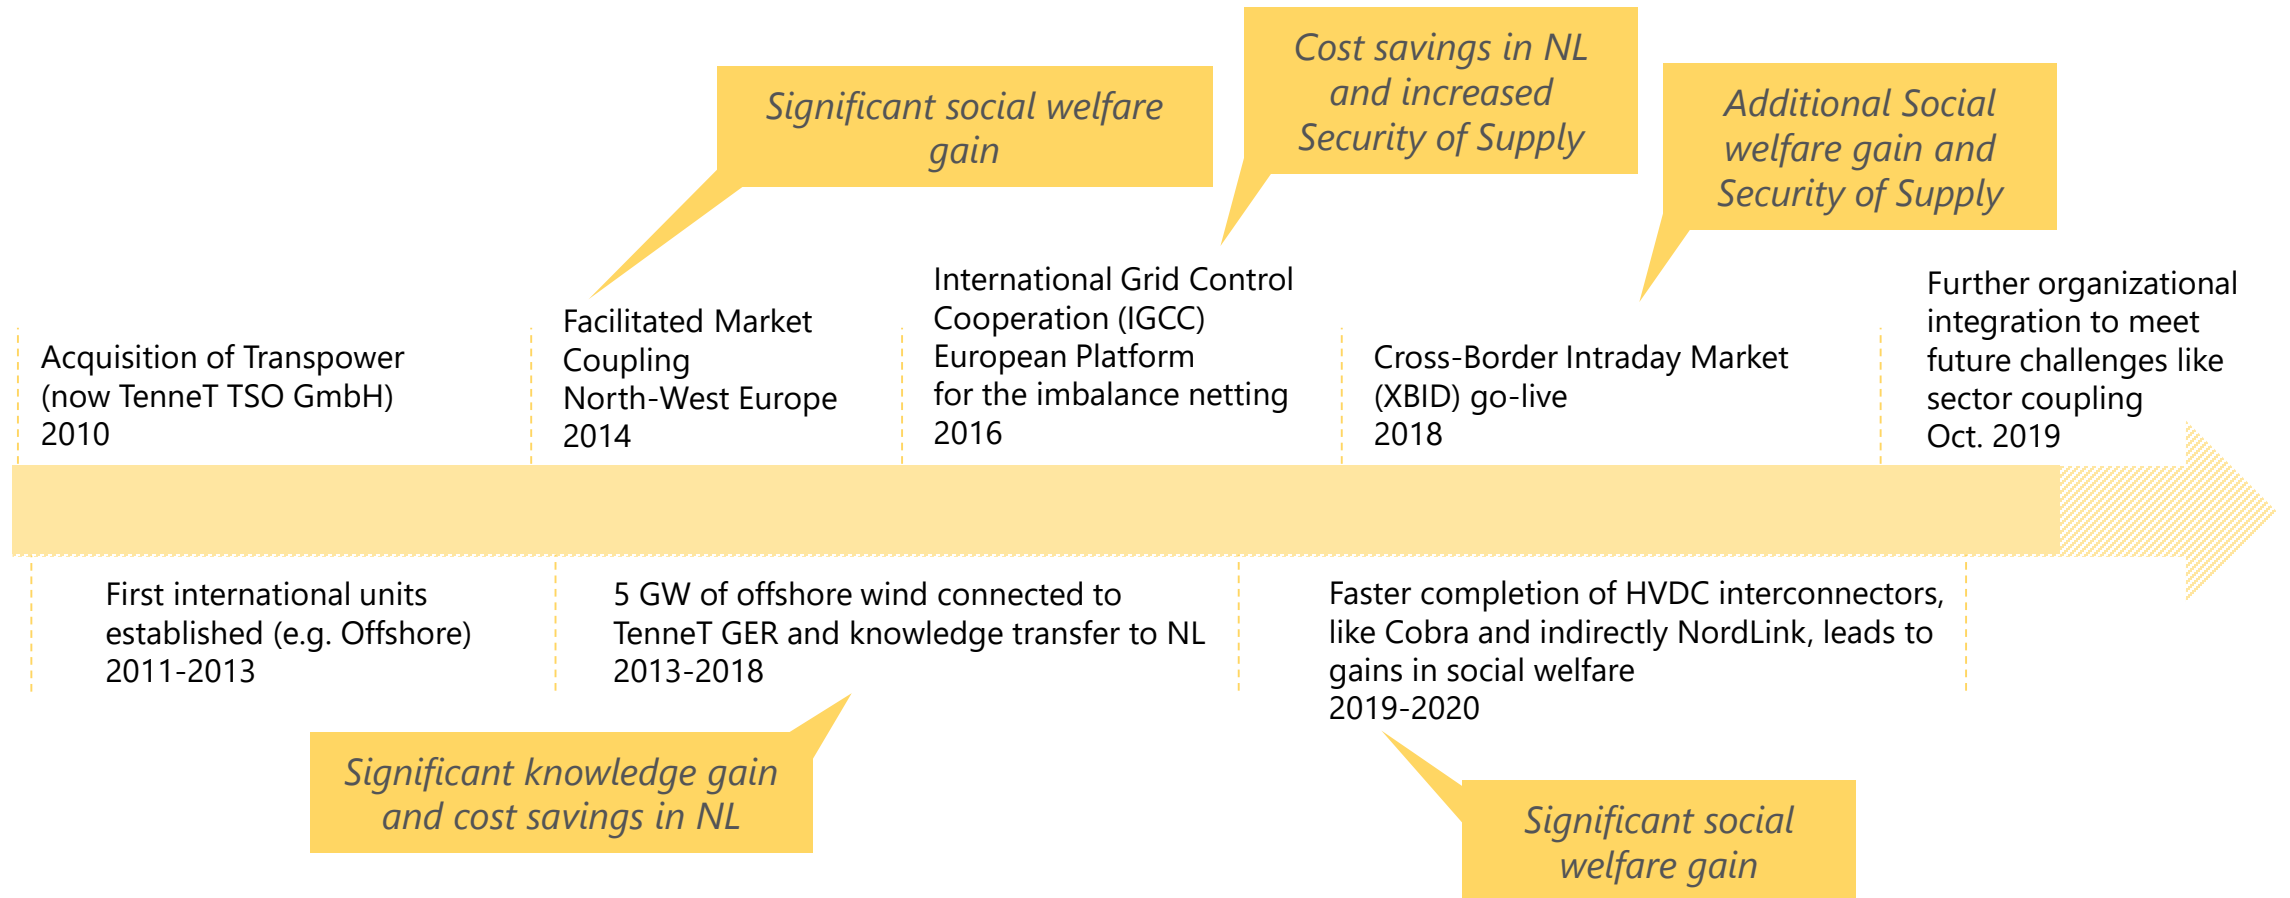 Significant social welfare
gain
Cost savings in NL
and increased
Security of Supply
Additional Social
welfare gain and
Security of Supply
Acquisition of Transpower
(now TenneT TSO GmbH)
2010
Facilitated Market
Coupling
North-West Europe
2014
International Grid Control
Cooperation (IGCC)
European Platform
for the imbalance netting
2016
Cross-Border Intraday Market
(XBID) go-live
2018
Further organizational
integration to meet
future challenges like
sector coupling
Oct. 2019
First international units
established (e.g. Offshore)
2011-2013
5 GW of offshore wind connected to
TenneT GER and knowledge transfer to NL
2013-2018
Faster completion of HVDC interconnectors,
like Cobra and indirectly NordLink, leads to
gains in social welfare
2019-2020
Significant knowledge gain
and cost savings in NL
Significant social
welfare gain